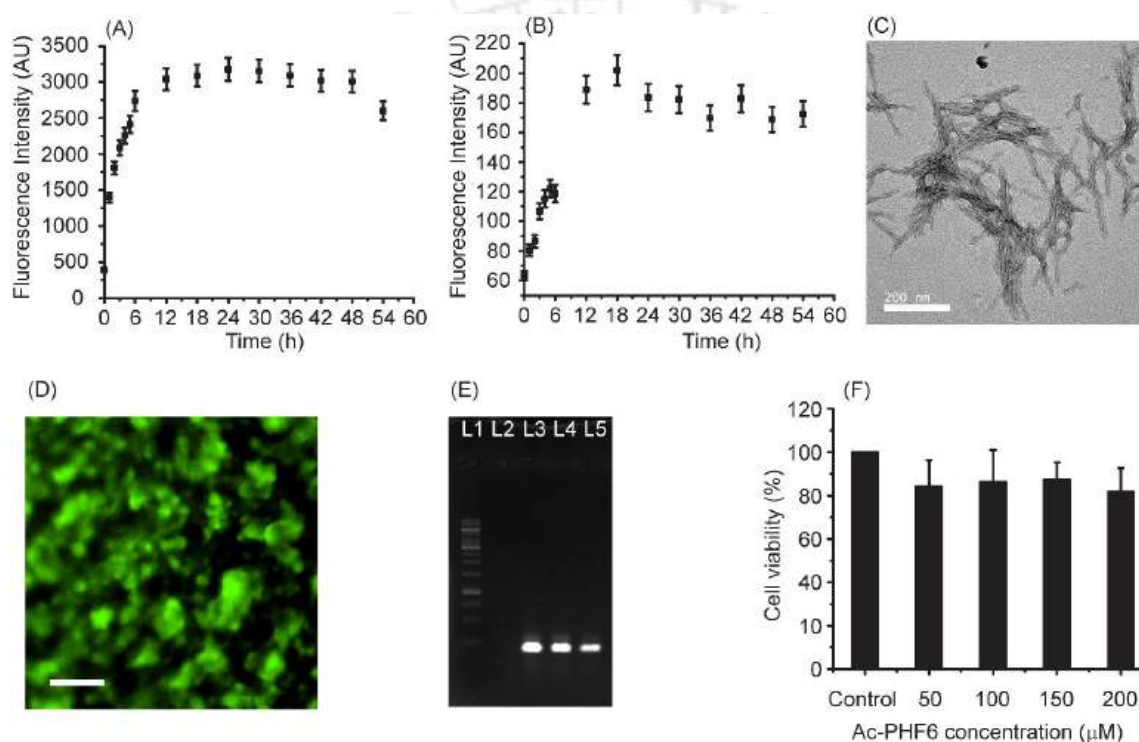 (A)
3500
3000
2500
2000
1500
1000
500
0
Fluorescence Intensity (AU)
0 6 12 18 24 30 36 42 48 54 60
Time (h)
(B)
220
200
180
160
140
120
100
80
60
Fluorescence Intensity (AU)
0 6 12 18 24 30 36 42 48 54 60
Time (h)
(C)
200 nm
(D)
(E)
L1 L2 L3 L4 L5
(F)
120
100
80
60
40
10
0
Cell viability (%)
Control 50 100 150 200
Ac-PHF6 concentration (μM)